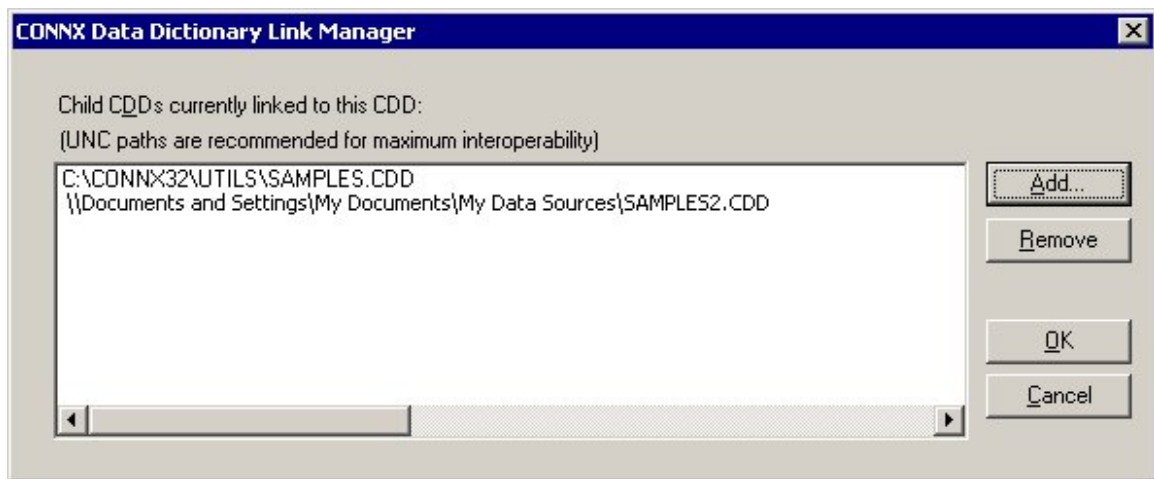 CONNX Data Dictionary Link Manager
Child CDDs currently linked to this CDD:
(UNC paths are recommended for maximum interoperability)
C:\CONNX32\UTILS\SAMPLES.CDD
\\Documents and Settings\My Documents\My Data Sources\SAMPLES2.CDD
Add...
Remove
OK
Cancel